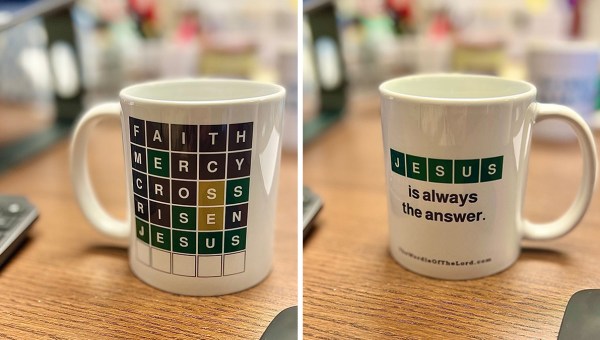 FAITH
MERCY
CROSS
RISEN
JESUS
JESUS
is always
the answer.
TheWordleOfTheLord.com